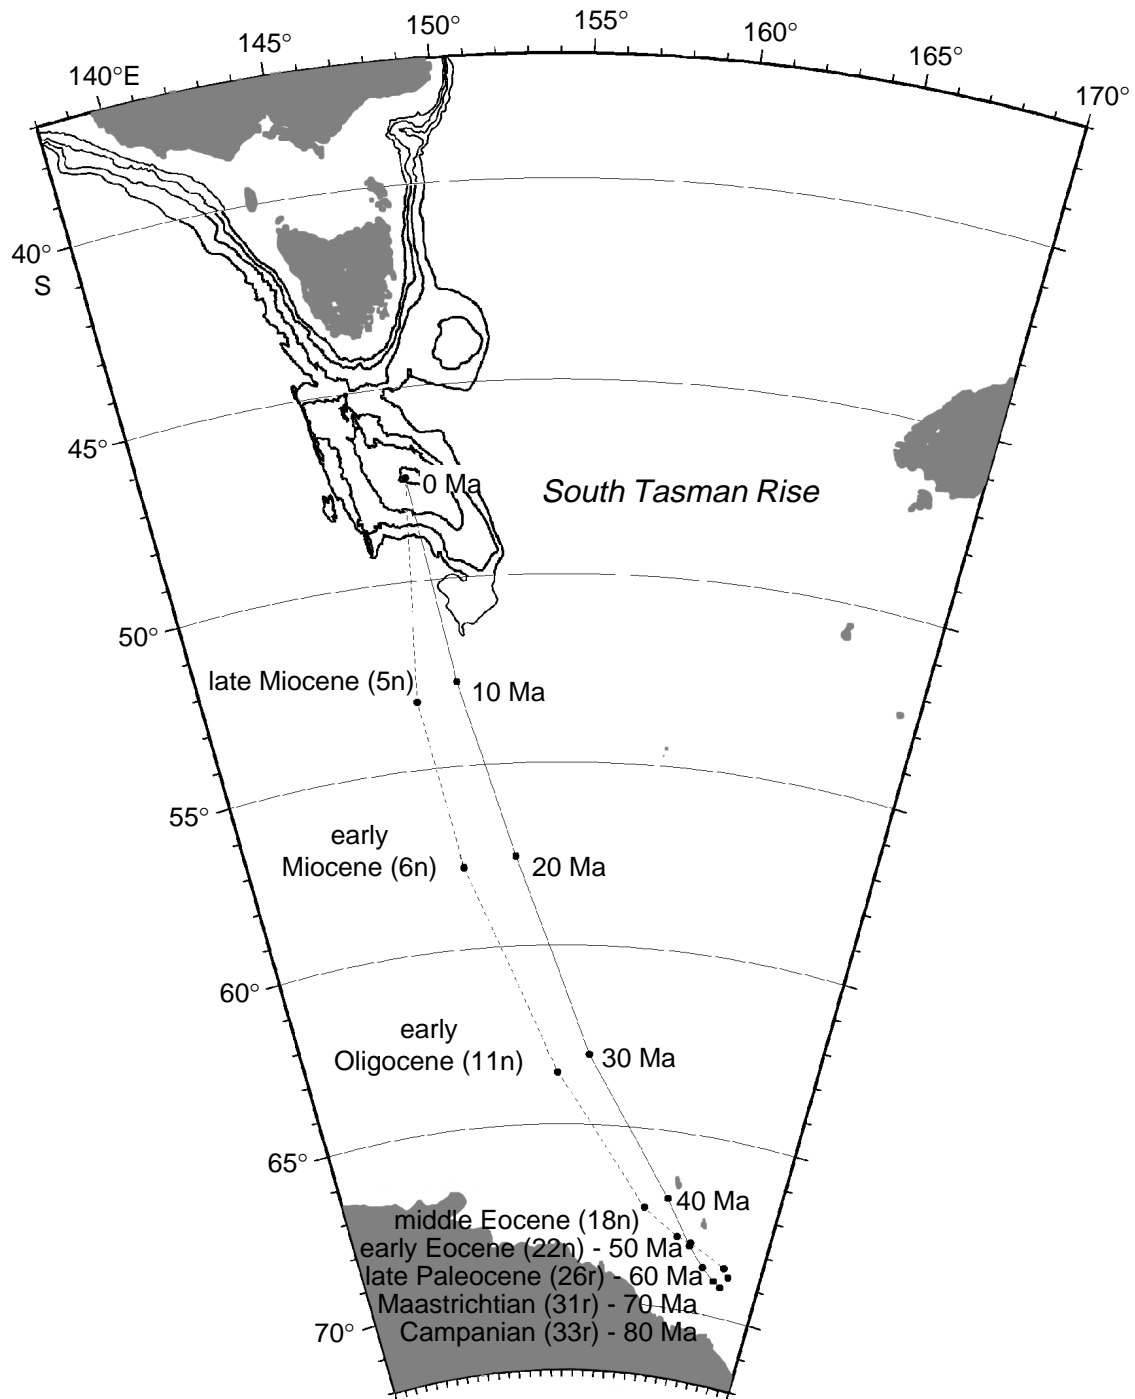 140°E
145°
150°
155°
160°
165°
170°
40°
S
45°
0 Ma
South Tasman Rise
50°
late Miocene (5n)
10 Ma
55°
early
Miocene (6n)
20 Ma
60°
early
Oligocene (11n)
30 Ma
65°
40 Ma
middle Eocene (18n)
early Eocene (22n) - 50 Ma
late Paleocene (26r) - 60 Ma
Maastrichtian (31r) - 70 Ma
70°
Campanian (33r) - 80 Ma